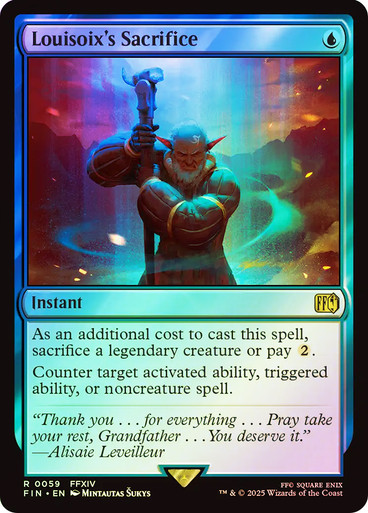 Louisoix's Sacrifice
Instant
FFC
As an additional cost to cast this spell,
sacrifice a legendary creature or pay 2.
Counter target activated ability, triggered
ability, or noncreature spell.
“Thank you . . . for everything . . . Pray take
your rest, Grandfather . . . You deserve it.”
—Alisaie Leveilleur
R 0059 FFXIV
FIN • EN Mintautas Šukys
FF© SQUARE ENIX
™ & © 2025 Wizards of the Coast